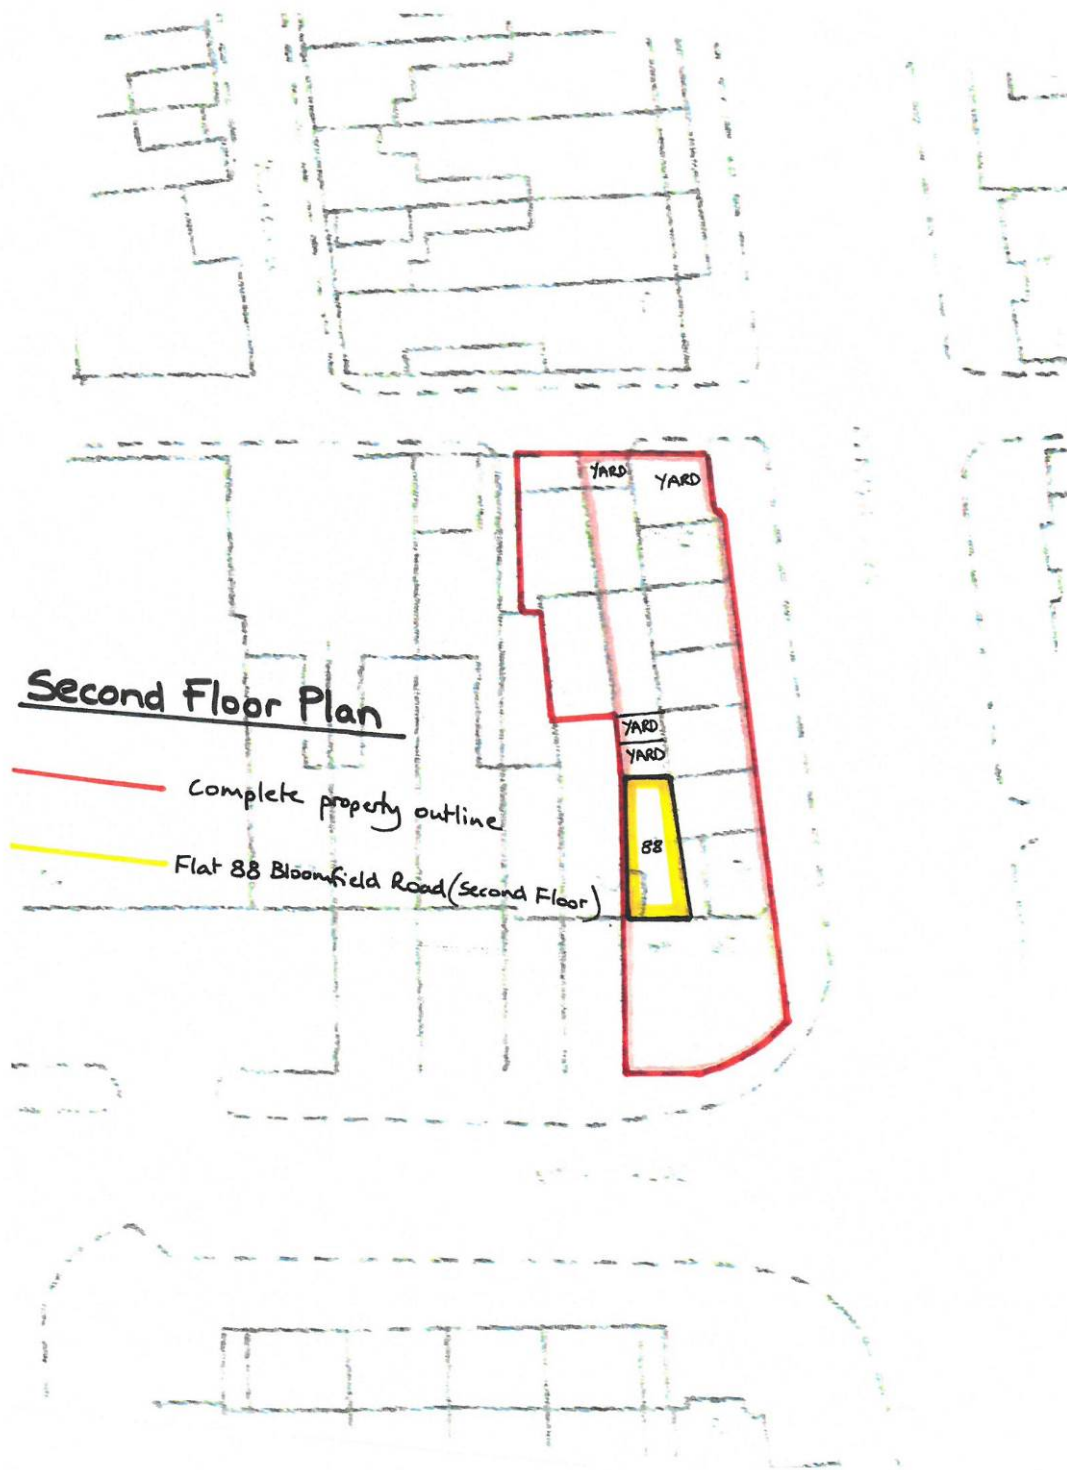 YARD
YARD
Second Floor Plan
YARD
YARD
Complete property outline
88
Flat 88 Bloomfield Road (Second Floor)